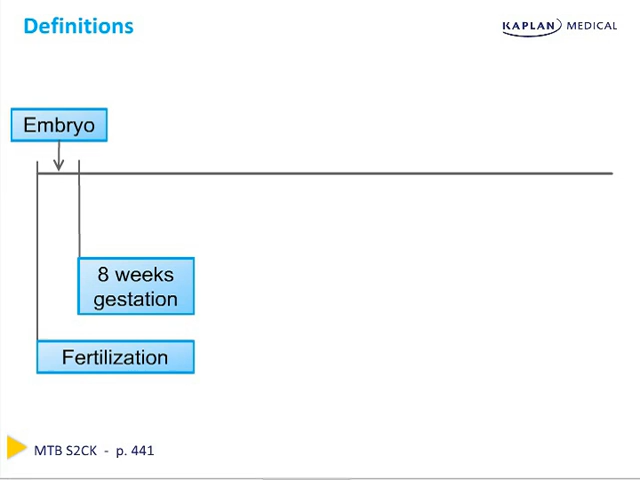 Definitions
KAPLAN MEDICAL
Embryo
8 weeks
gestation
Fertilization
MTB S2CK - p. 441